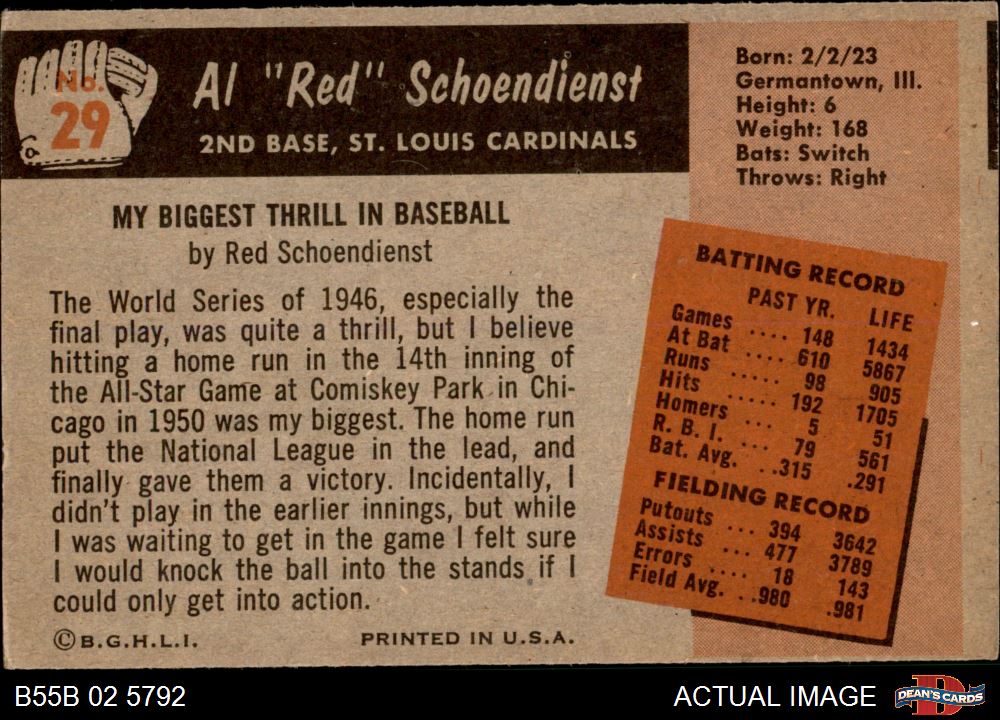 No.
29
Al "Red" Schoendienst
2ND BASE, ST. LOUIS CARDINALS
Born: 2/2/23
Germantown, Ill.
Height: 6
Weight: 168
Bats: Switch
Throws: Right
MY BIGGEST THRILL IN BASEBALL
by Red Schoendienst
The World Series of 1946, especially the
final play, was quite a thrill, but I believe
hitting a home run in the 14th inning of
the All-Star Game at Comiskey Park in Chi-
cago in 1950 was my biggest. The home run
put the National League in the lead, and
finally gave them a victory. Incidentally, I
didn't play in the earlier innings, but while
I was waiting to get in the game I felt sure
I would knock the ball into the stands if I
could only get into action.
©B.G.H.L.I. PRINTED IN U.S.A.
BATTING RECORD
PAST YR. LIFE
Games .... 148 1434
At Bat .... 610 5867
Runs ..... 98 905
Hits ..... 192 1705
Homers ... 5 51
R. B. I. ... 79 561
Bat. Avg. ..315 .291
FIELDING RECORD
Putouts ... 394 3642
Assists ... 477 3789
Errors .... 18 143
Field Avg. ..980 .981
B55B 02 5792 ACTUAL IMAGE DEAN'S CARDS